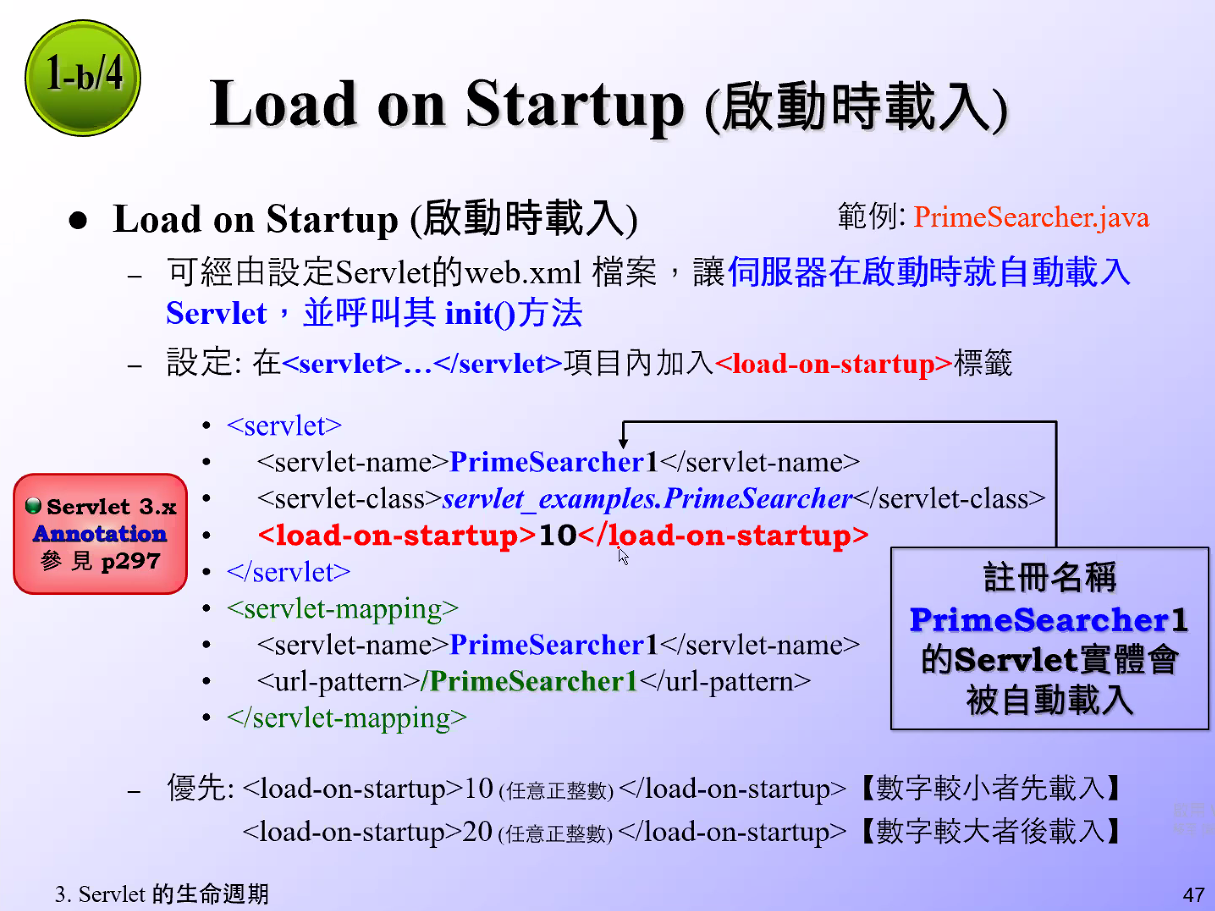 1-b/4
Load on Startup (啟動時載入)
● Load on Startup (啟動時載入)
範例: PrimeSearcher.java
– 可經由設定Servlet的web.xml 檔案，讓伺服器在啟動時就自動載入
Servlet，並呼叫其 init()方法
– 設定: 在<servlet>…</servlet>項目內加入<load-on-startup>標籤
• <servlet>
• <servlet-name>PrimeSearcher1</servlet-name>
• <servlet-class>servlet_examples.PrimeSearcher</servlet-class>
• <load-on-startup>10</load-on-startup>
• </servlet>
• <servlet-mapping>
• <servlet-name>PrimeSearcher1</servlet-name>
• <url-pattern>/PrimeSearcher1</url-pattern>
• </servlet-mapping>
Servlet 3.x
Annotation
參 見 p297
註冊名稱
PrimeSearcher1
的Servlet實體會
被自動載入
– 優先: <load-on-startup>10 (任意正整數) </load-on-startup>【數字較小者先載入】
<load-on-startup>20 (任意正整數) </load-on-startup>【數字較大者後載入】
3. Servlet 的生命週期
47